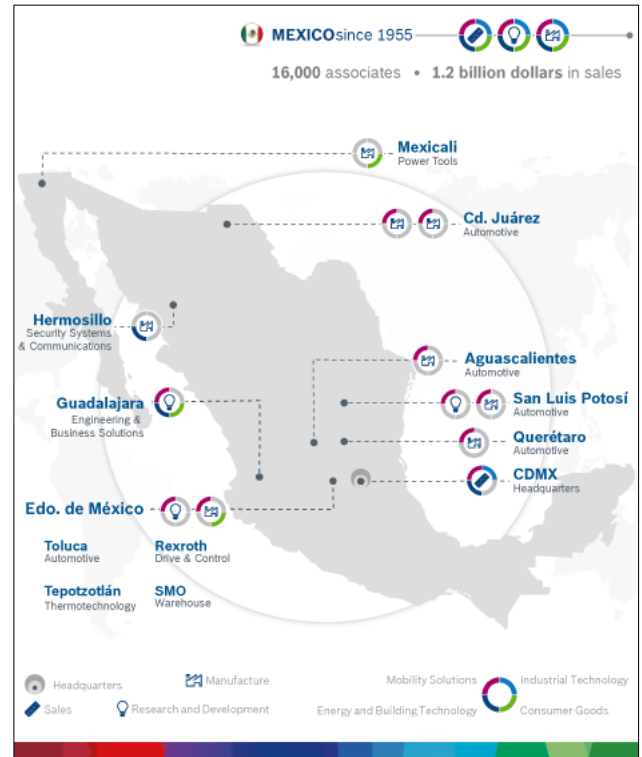 MEXICO since 1955
16,000 associates • 1.2 billion dollars in sales
Mexicali
Power Tools
Cd. Juárez
Automotive
Hermosillo
Security Systems
& Communications
Aguascalientes
Automotive
Guadalajara
Engineering &
Business Solutions
San Luis Potosí
Automotive
Querétaro
Automotive
CDMX
Headquarters
Edo. de México
Toluca
Automotive
Rexroth
Drive & Control
Tepotzotlán
Thermotechnology
SMO
Warehouse
Headquarters
Manufacture
Sales
Research and Development
Mobility Solutions
Industrial Technology
Energy and Building Technology
Consumer Goods